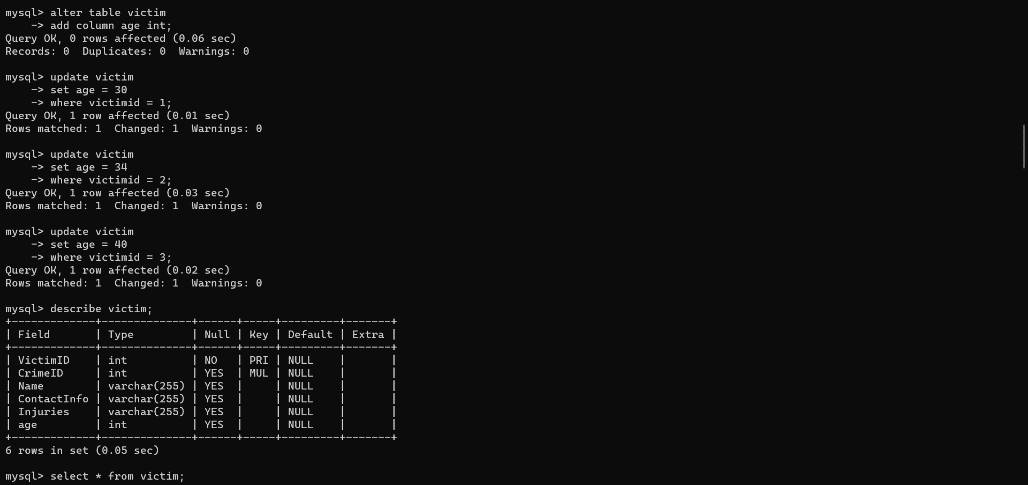 mysql> alter table victim
    -> add column age int;
Query OK, 0 rows affected (0.06 sec)
Records: 0  Duplicates: 0  Warnings: 0

mysql> update victim
    -> set age = 30
    -> where victimid = 1;
Query OK, 1 row affected (0.01 sec)
Rows matched: 1  Changed: 1  Warnings: 0

mysql> update victim
    -> set age = 34
    -> where victimid = 2;
Query OK, 1 row affected (0.03 sec)
Rows matched: 1  Changed: 1  Warnings: 0

mysql> update victim
    -> set age = 40
    -> where victimid = 3;
Query OK, 1 row affected (0.02 sec)
Rows matched: 1  Changed: 1  Warnings: 0

mysql> describe victim;
+-------------+--------------+------+-----+---------+-------+
| Field       | Type         | Null | Key | Default | Extra |
+-------------+--------------+------+-----+---------+-------+
| VictimID    | int          | NO   | PRI | NULL    |       |
| CrimeID     | int          | YES  | MUL | NULL    |       |
| Name        | varchar(255) | YES  |     | NULL    |       |
| ContactInfo | varchar(255) | YES  |     | NULL    |       |
| Injuries    | varchar(255) | YES  |     | NULL    |       |
| age         | int          | YES  |     | NULL    |       |
+-------------+--------------+------+-----+---------+-------+
6 rows in set (0.05 sec)

mysql> select * from victim;